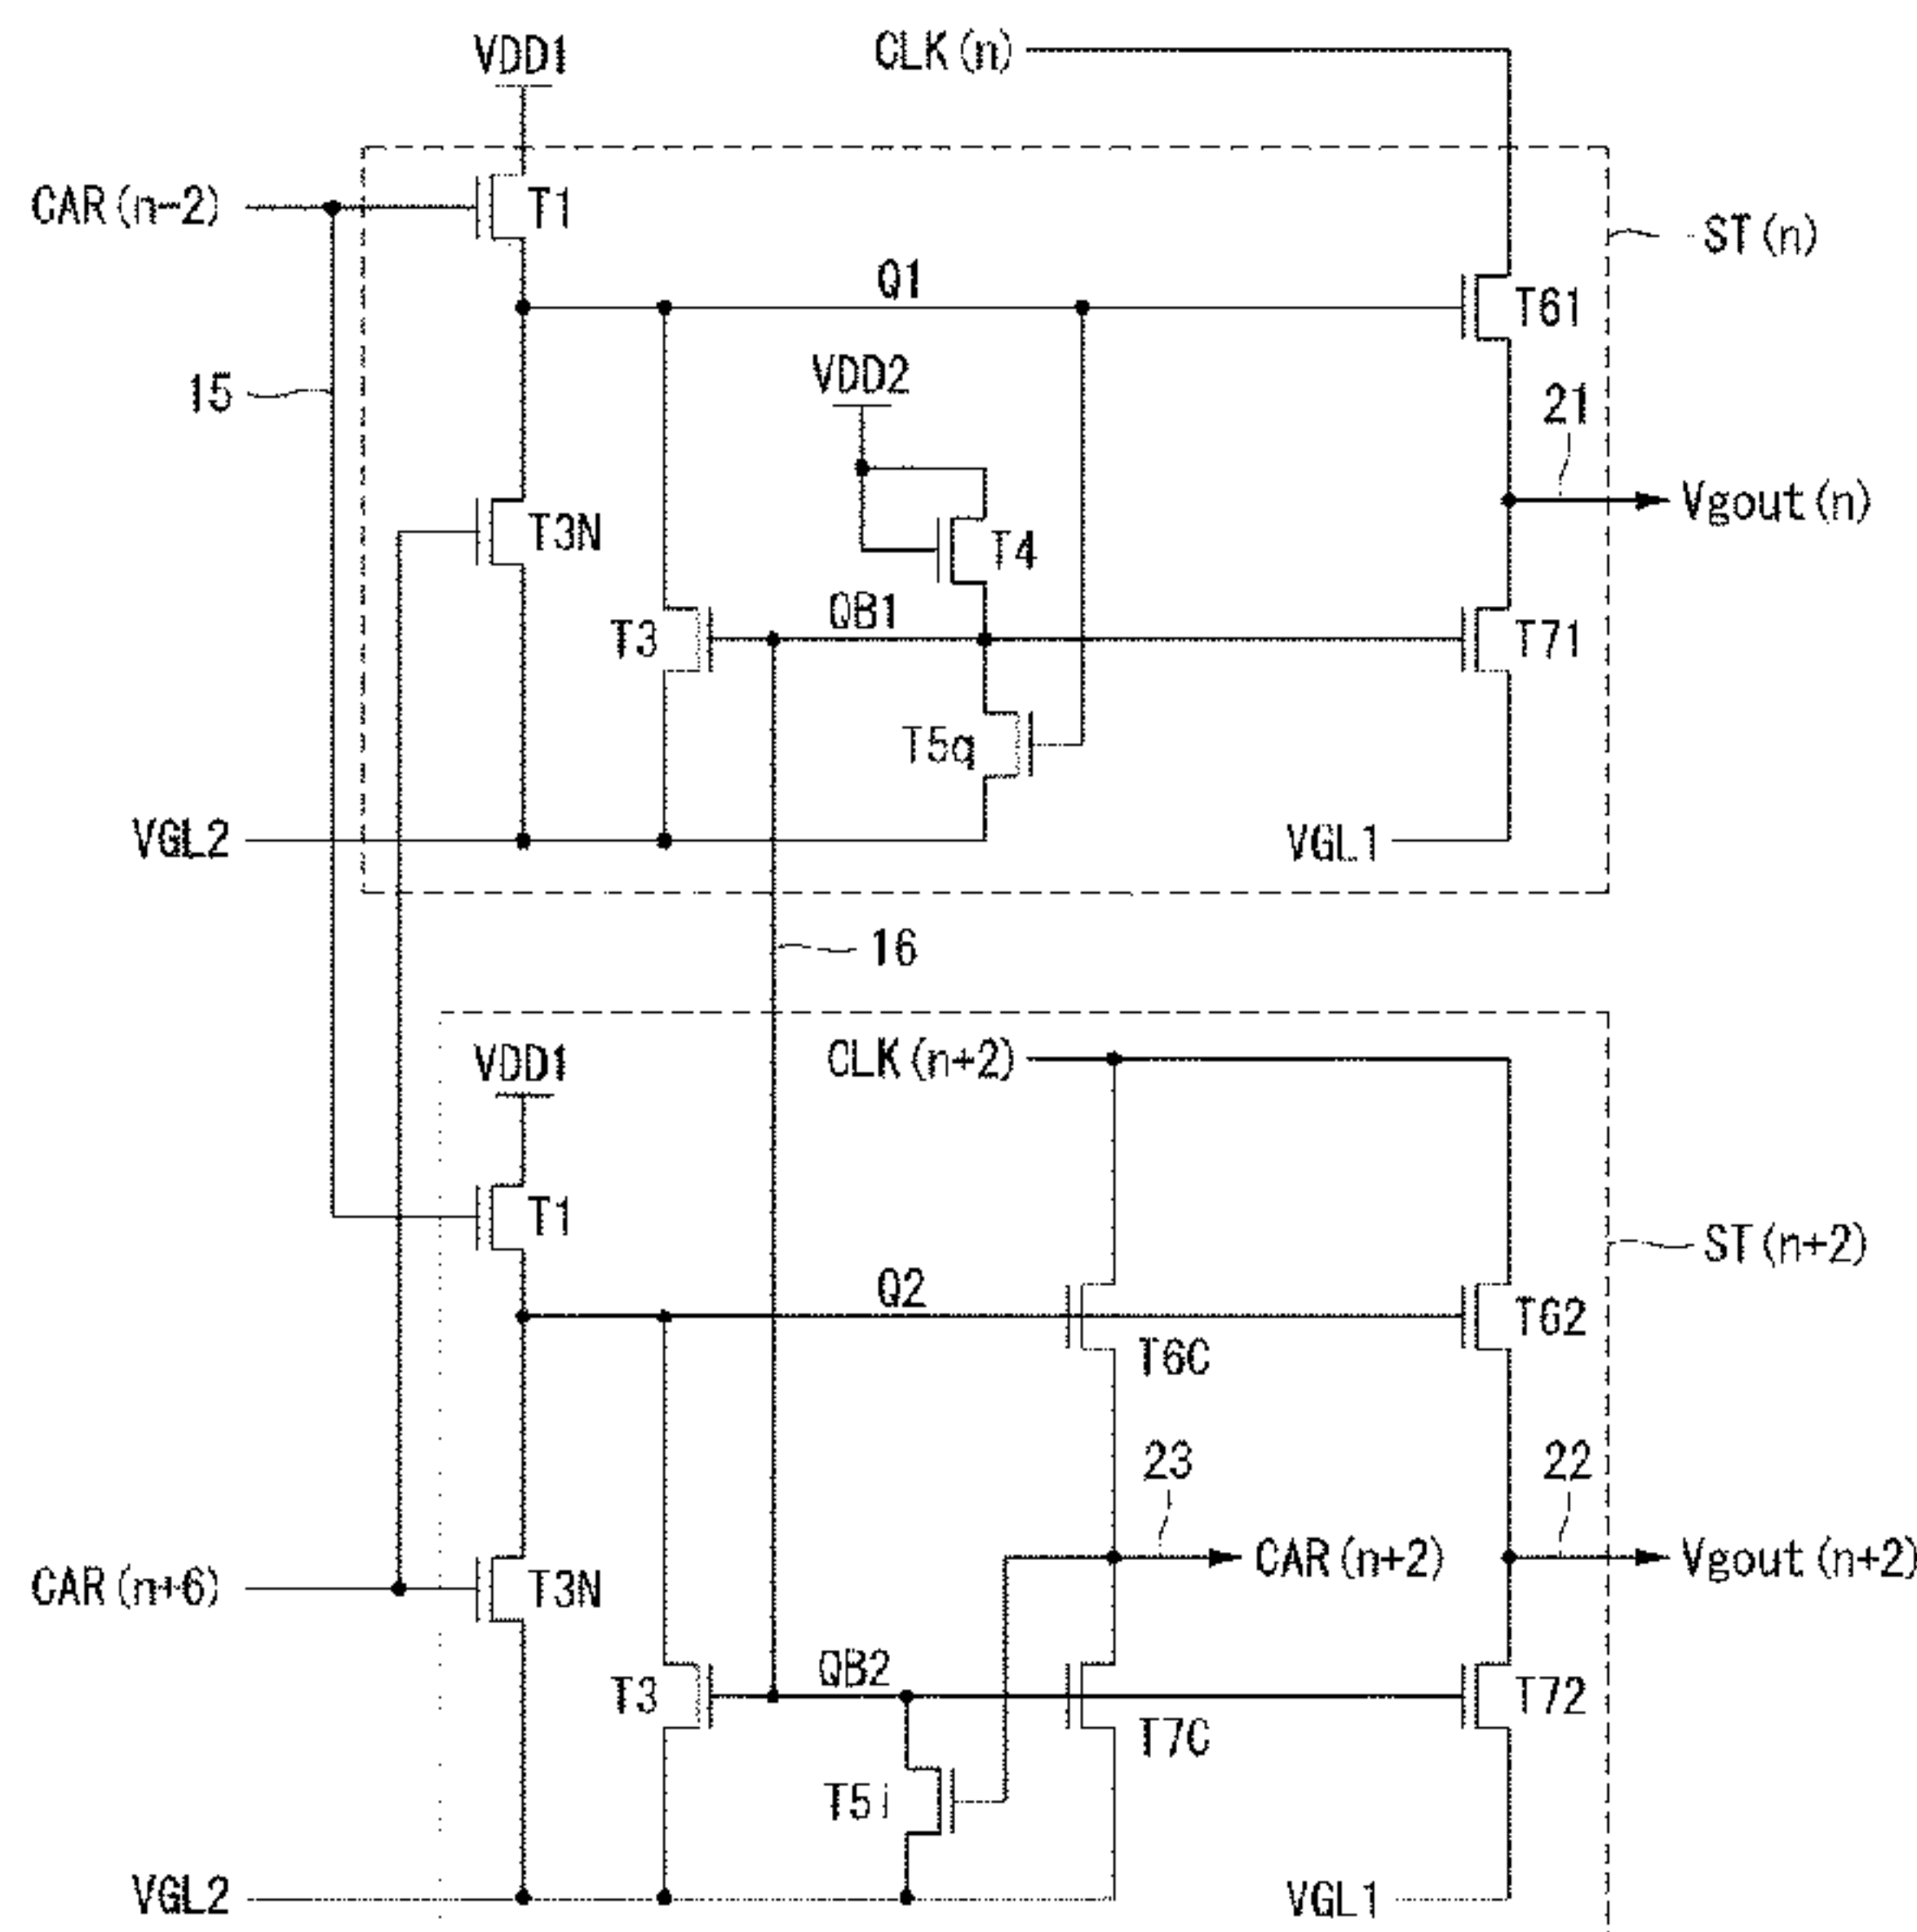 VDD1
CLK(n)
CAR(n-2)
T1
ST(n)
Q1
T61
VDD2
15
21
Vgout(n)
T3N
T4
QB1
T3
T71
T5q
VGL2
VGL1
16
VDD1
CLK(n+2)
T1
ST(n+2)
Q2
T62
T6C
23
22
CAR(n+2)
Vgout(n+2)
CAR(n+6)
T3N
QB2
T3
T72
T7C
T5i
VGL2
VGL1